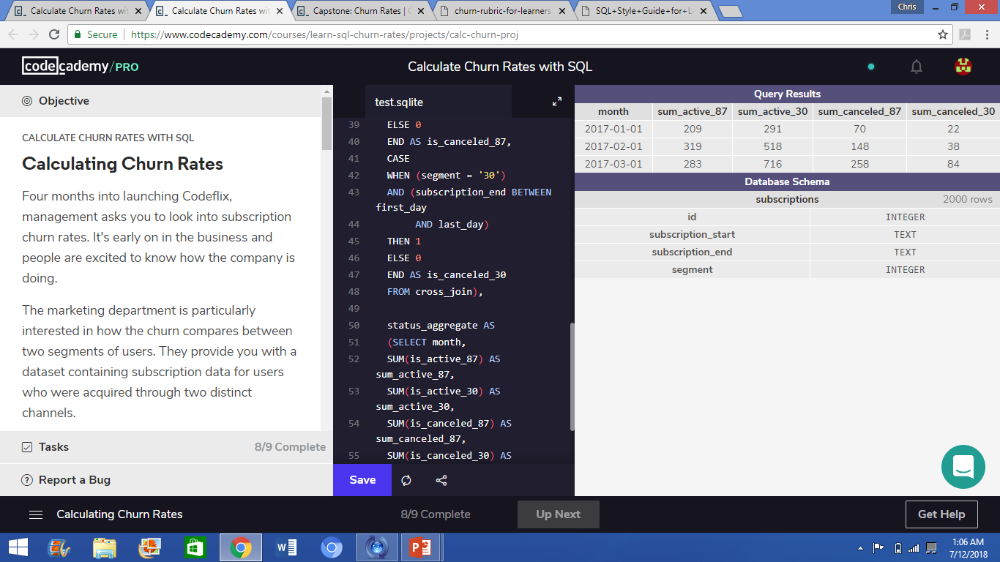 Calculate Churn Rates wit
Calculate Churn Rates with
Capstone: Churn Rates | C
churn-rubric-for-learners
SQL+Style+Guide+for+L
Chris
Secure
https://www.codecademy.com/courses/learn-sql-churn-rates/projects/calc-churn-proj
codecademy/PRO
Calculate Churn Rates with SQL
Objective
CALCULATE CHURN RATES WITH SQL
Calculating Churn Rates
Four months into launching Codeflix,
management asks you to look into subscription
churn rates. It's early on in the business and
people are excited to know how the company is
doing.
The marketing department is particularly
interested in how the churn compares between
two segments of users. They provide you with a
dataset containing subscription data for users
who were acquired through two distinct
channels.
Tasks 8/9 Complete
Report a Bug
test.sqlite
39 ELSE 0
40 END AS is_canceled_87,
41 CASE
42 WHEN (segment = '30')
43 AND (subscription_end BETWEEN
first_day
44 AND last_day)
45 THEN 1
46 ELSE 0
47 END AS is_canceled_30
48 FROM cross_join),
49
50 status_aggregate AS
51 (SELECT month,
52 SUM(is_active_87) AS
sum_active_87,
53 SUM(is_active_30) AS
sum_active_30,
54 SUM(is_canceled_87) AS
sum_canceled_87,
55 SUM(is_canceled_30) AS
Save
Query Results
month sum_active_87 sum_active_30 sum_canceled_87 sum_canceled_30
2017-01-01 209 291 70 22
2017-02-01 319 518 148 38
2017-03-01 283 716 258 84
Database Schema
subscriptions 2000 rows
id INTEGER
subscription_start TEXT
subscription_end TEXT
segment INTEGER
Calculating Churn Rates
8/9 Complete
Up Next
Get Help
1:06 AM
7/12/2018